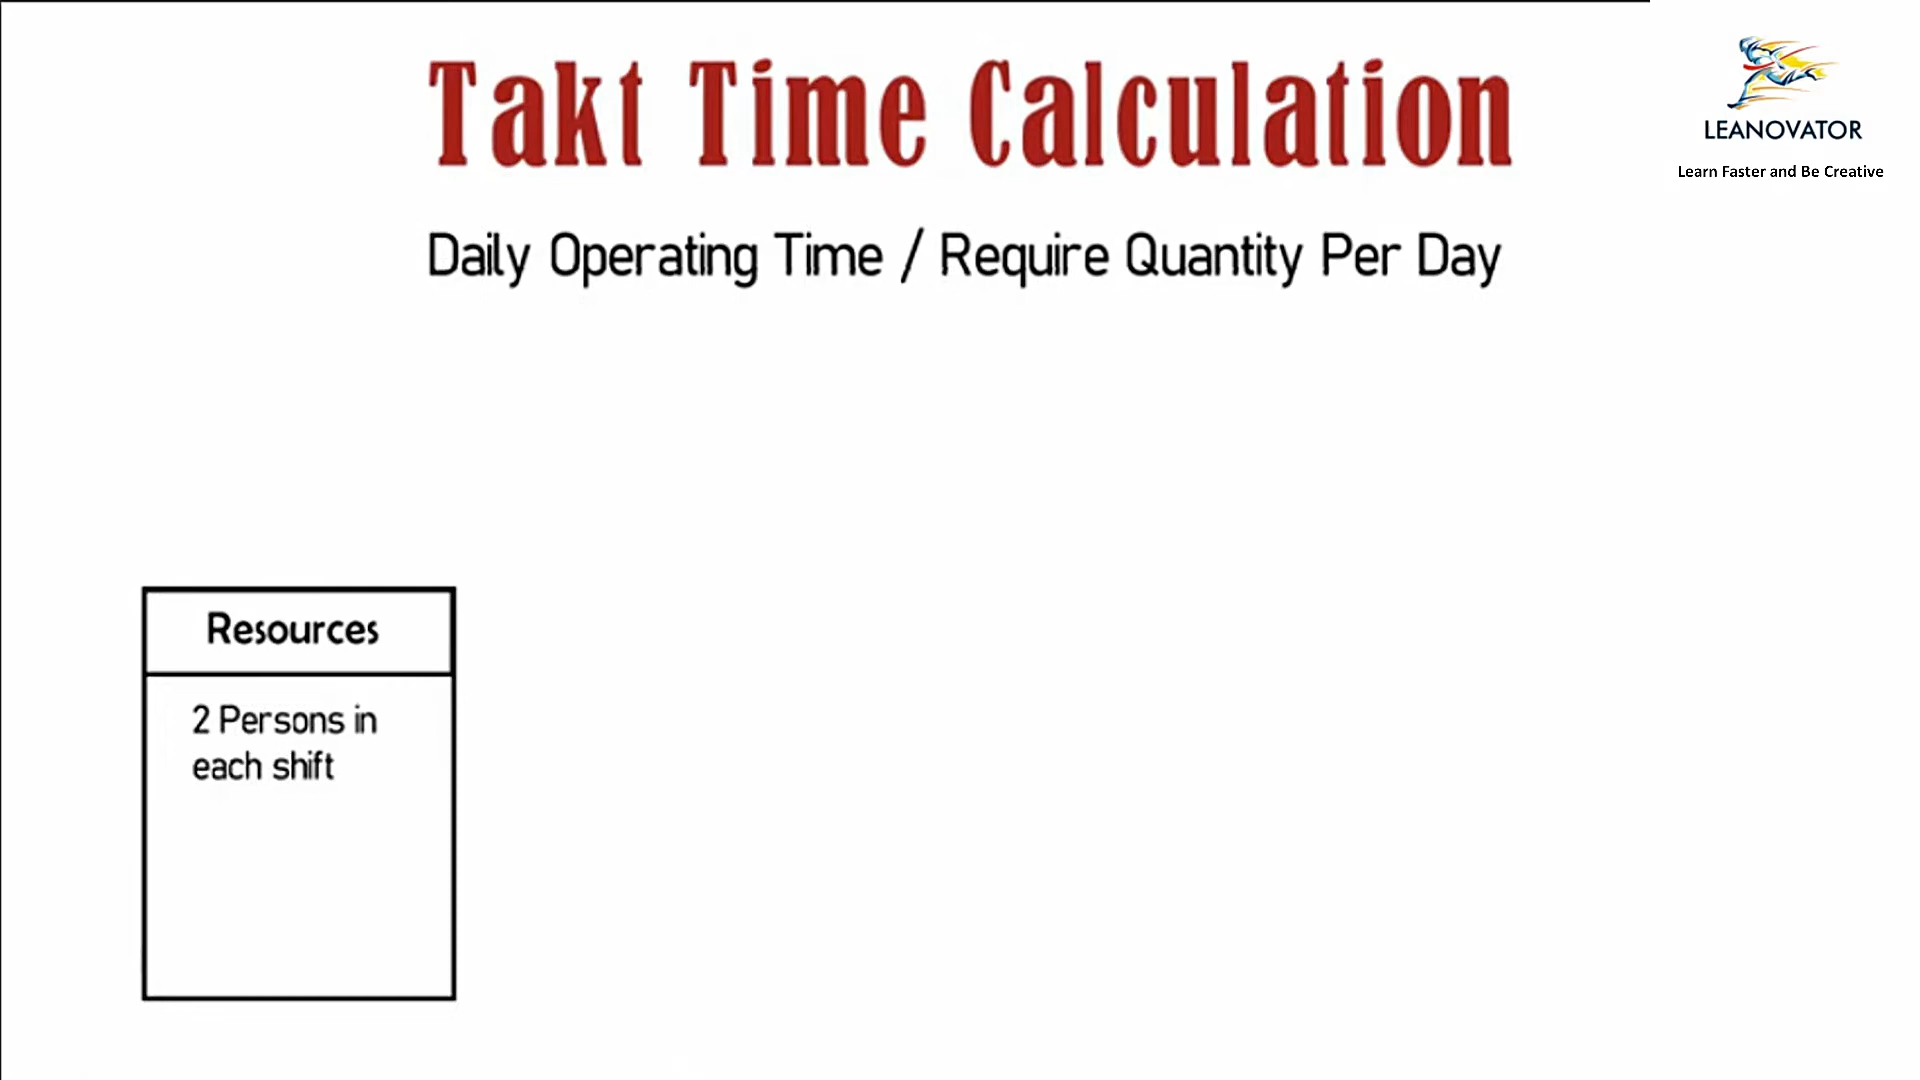 Takt Time Calculation
LEANOVATOR
Learn Faster and Be Creative
Daily Operating Time / Require Quantity Per Day
Resources
2 Persons in
each shift